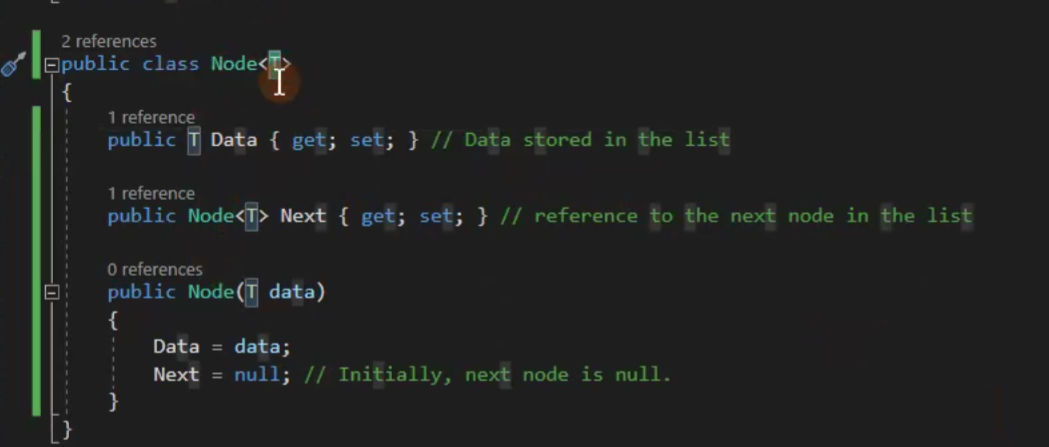 2 references
public class Node<T>
{
1 reference
public T Data { get; set; } // Data stored in the list
1 reference
public Node<T> Next { get; set; } // reference to the next node in the list
0 references
public Node(T data)
{
Data = data;
Next = null; // Initially, next node is null.
}
}